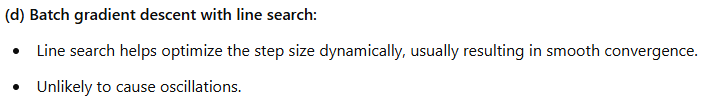 (d) Batch gradient descent with line search:
• Line search helps optimize the step size dynamically, usually resulting in smooth convergence.
• Unlikely to cause oscillations.